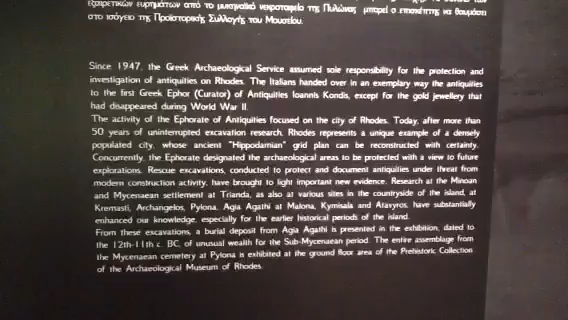 εξαιρετικών ευρημάτων από το μυκηναϊκό νεκροταφείο της Πυλώνας μπορεί ο επισκέπτης να θαυμάσει
στο ισόγειο της Προϊστορικής Συλλογής του Μουσείου.
Since 1947, the Greek Archaeological Service assumed sole responsibility for the protection and
investigation of antiquities on Rhodes. The Italians handed over in an exemplary way the antiquities
to the first Greek Ephor (Curator) of Antiquities Ioannis Kondis, except for the gold jewellery that
had disappeared during World War II.
The activity of the Ephorate of Antiquities focused on the city of Rhodes. Today, after more than
50 years of uninterrupted excavation research, Rhodes represents a unique example of a densely
populated city, whose ancient "Hippodamian" grid plan can be reconstructed with certainty.
Concurrently, the Ephorate designated the archaeological areas to be protected with a view to future
explorations. Rescue excavations, conducted to protect and document antiquities under threat from
modern construction activity, have brought to light important new evidence. Research at the Minoan
and Mycenaean settlement at Trianda, as also at various sites in the countryside of the island, at
Kremasti, Archangelos, Pylona, Agia Agathi at Malona, Kymisala and Atavyros, have substantially
enhanced our knowledge, especially for the earlier historical periods of the island.
From these excavations, a burial deposit from Agia Agathi is presented in the exhibition, dated to
the 12th-11th c. BC, of unusual wealth for the Sub-Mycenaean period. The entire assemblage from
the Mycenaean cemetery at Pylona is exhibited at the ground floor area of the Prehistoric Collection
of the Archaeological Museum of Rhodes.